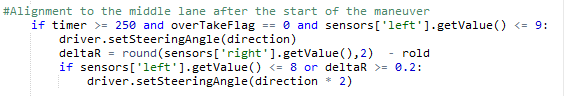 #Alignment to the middle lane after the start of the maneuver
if timer >= 250 and overTakeFlag == 0 and sensors['left'].getValue() <= 9:
driver.setSteeringAngle(direction)
deltaR = round(sensors['right'].getValue(),2)  - rold
if sensors['left'].getValue() <= 8 or deltaR >= 0.2:
driver.setSteeringAngle(direction * 2)